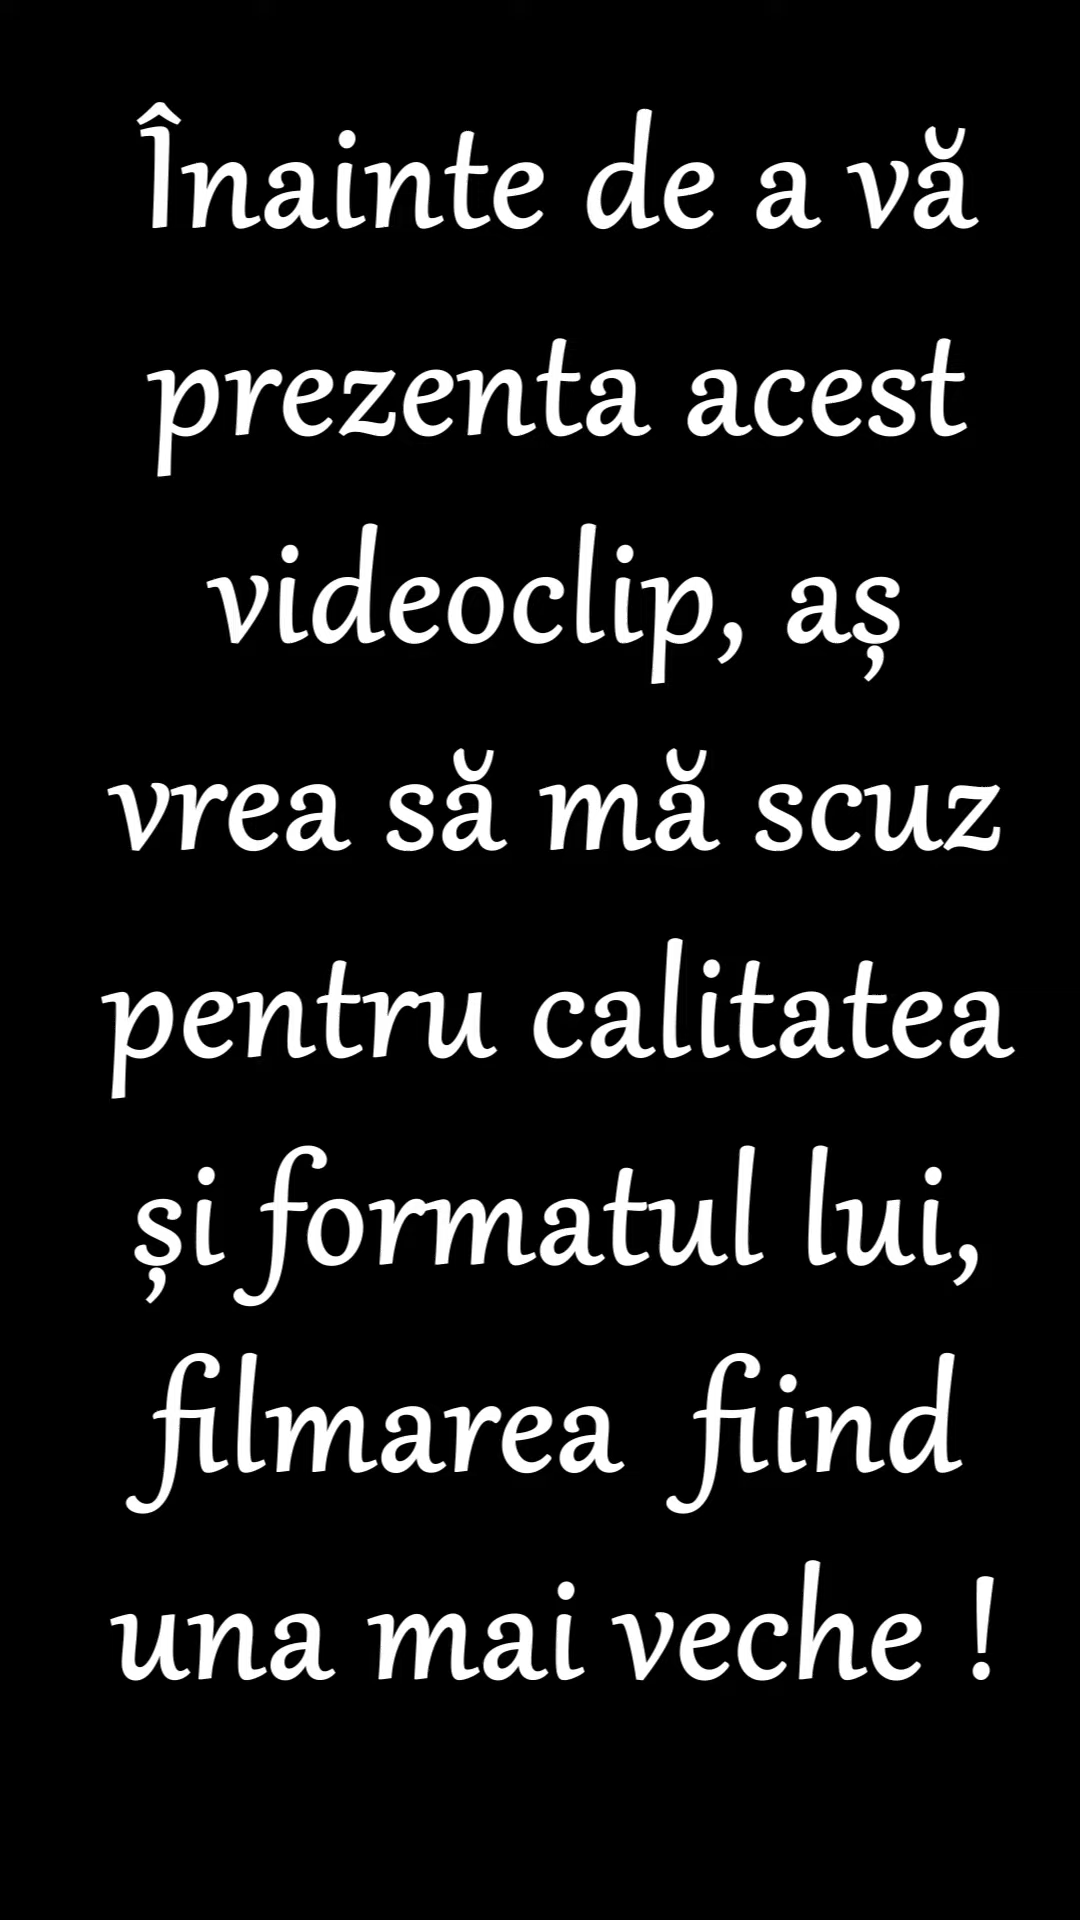 Înainte de a vă
prezenta acest
videoclip, aș
vrea să mă scuz
pentru calitatea
și formatul lui,
filmarea  fiind
una mai veche !